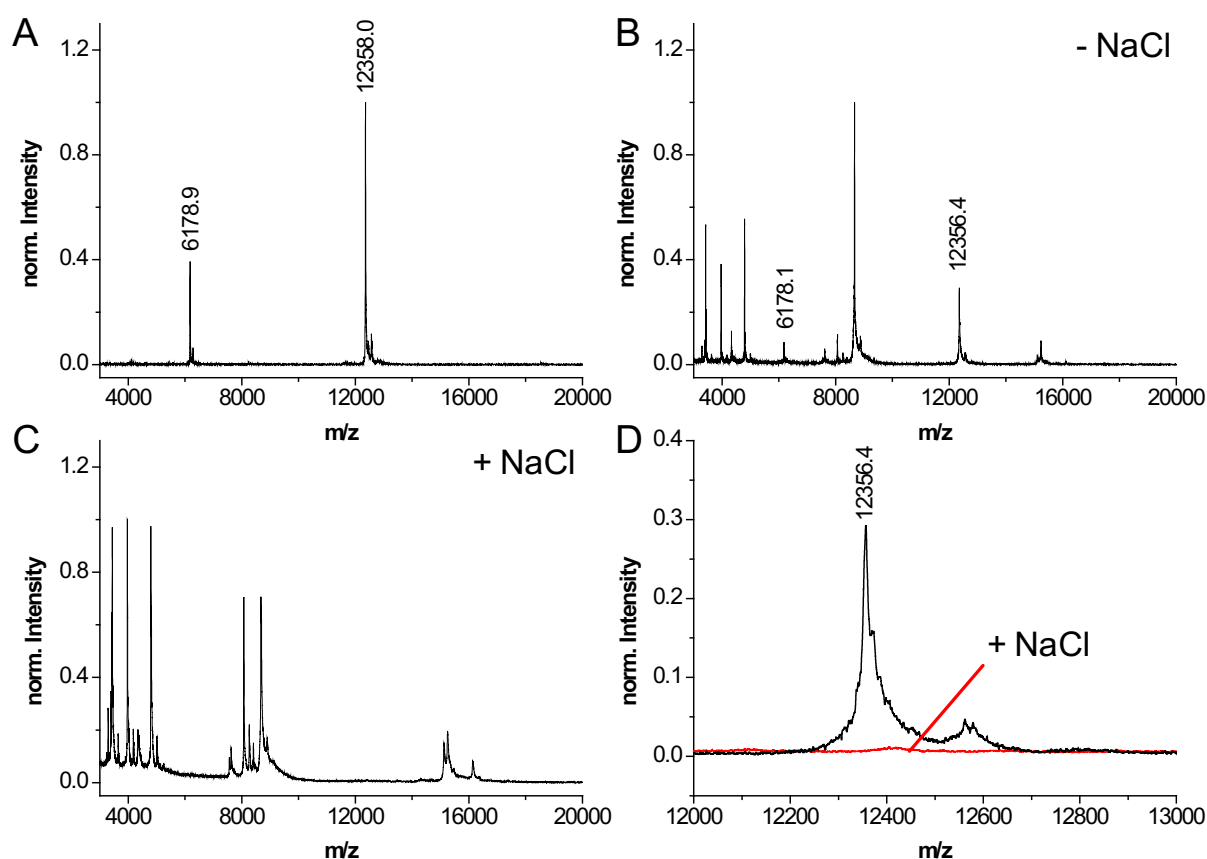 A
12358.0
6178.9
1.2
0.8
0.4
0.0
norm. Intensity
4000 8000 12000 16000 20000
m/z
B
- NaCl
12356.4
6178.1
1.2
0.8
0.4
0.0
norm. Intensity
4000 8000 12000 16000 20000
m/z
C
+ NaCl
1.2
0.8
0.4
0.0
norm. Intensity
4000 8000 12000 16000 20000
m/z
D
12356.4
+ NaCl
0.4
0.3
0.2
0.1
0.0
norm. Intensity
12000 12200 12400 12600 12800 13000
m/z